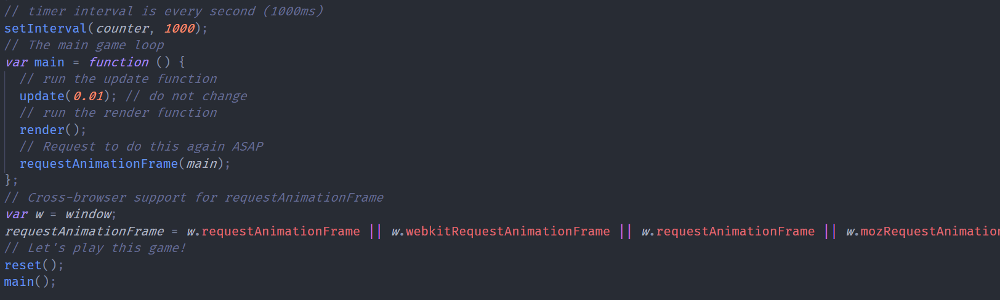 // timer interval is every second (1000ms)
setInterval(counter, 1000);
// The main game loop
var main = function () {
// run the update function
update(0.01); // do not change
// run the render function
render();
// Request to do this again ASAP
requestAnimationFrame(main);
};
// Cross-browser support for requestAnimationFrame
var w = window;
requestAnimationFrame = w.requestAnimationFrame || w.webkitRequestAnimationFrame || w.requestAnimationFrame || w.mozRequestAnimation
// Let's play this game!
reset();
main();